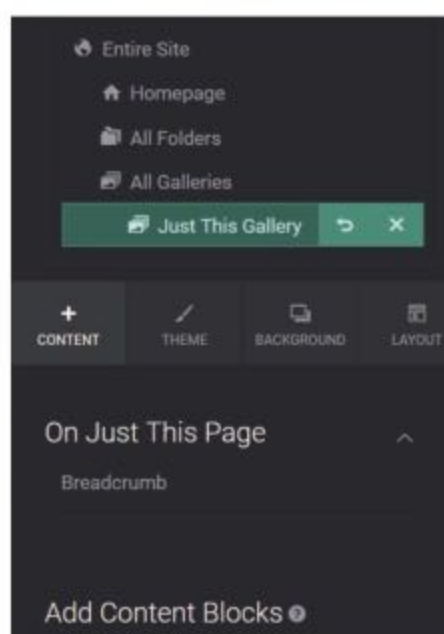 Entire Site
Homepage
All Folders
All Galleries
Just This Gallery
CONTENT THEME BACKGROUND LAYOUT
On Just This Page
Breadcrumb
Add Content Blocks